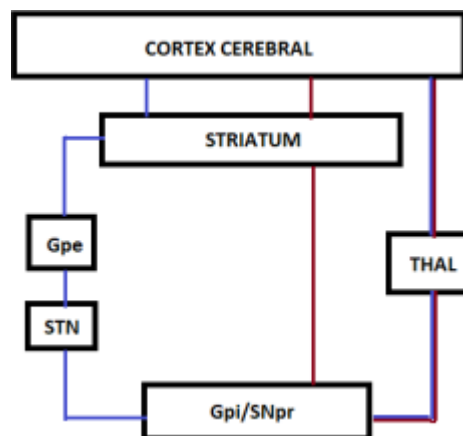 CORTEX CEREBRAL
STRIATUM
Gpe
THAL
STN
Gpi/SNpr